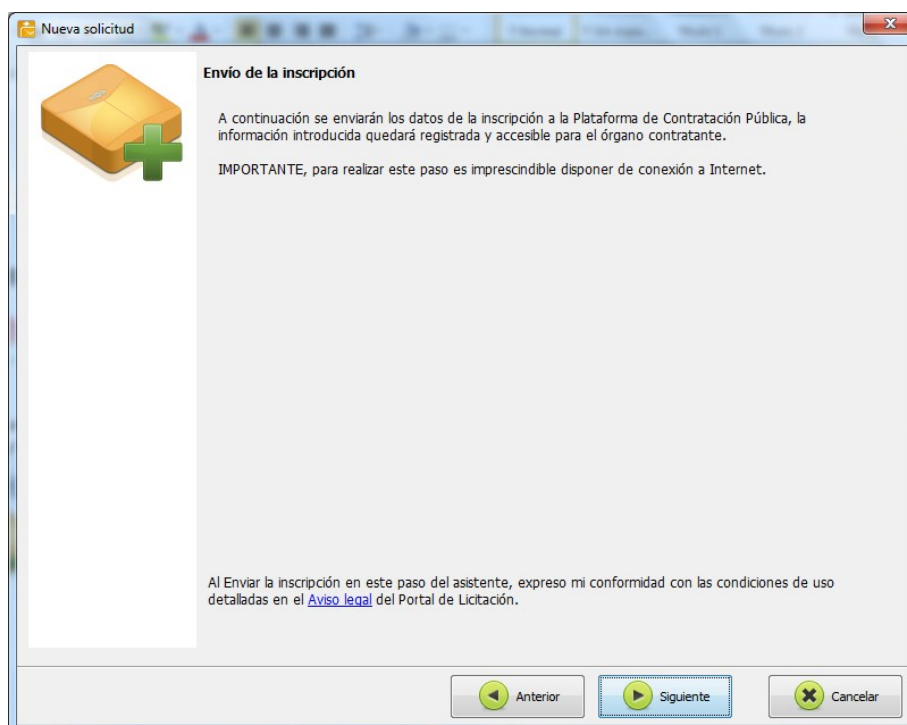 Nueva solicitud
Envío de la inscripción
A continuación se enviarán los datos de la inscripción a la Plataforma de Contratación Pública, la
información introducida quedará registrada y accesible para el órgano contratante.
IMPORTANTE, para realizar este paso es imprescindible disponer de conexión a Internet.
Al Enviar la inscripción en este paso del asistente, expreso mi conformidad con las condiciones de uso
detalladas en el Aviso legal del Portal de Licitación.
Anterior
Siguiente
Cancelar